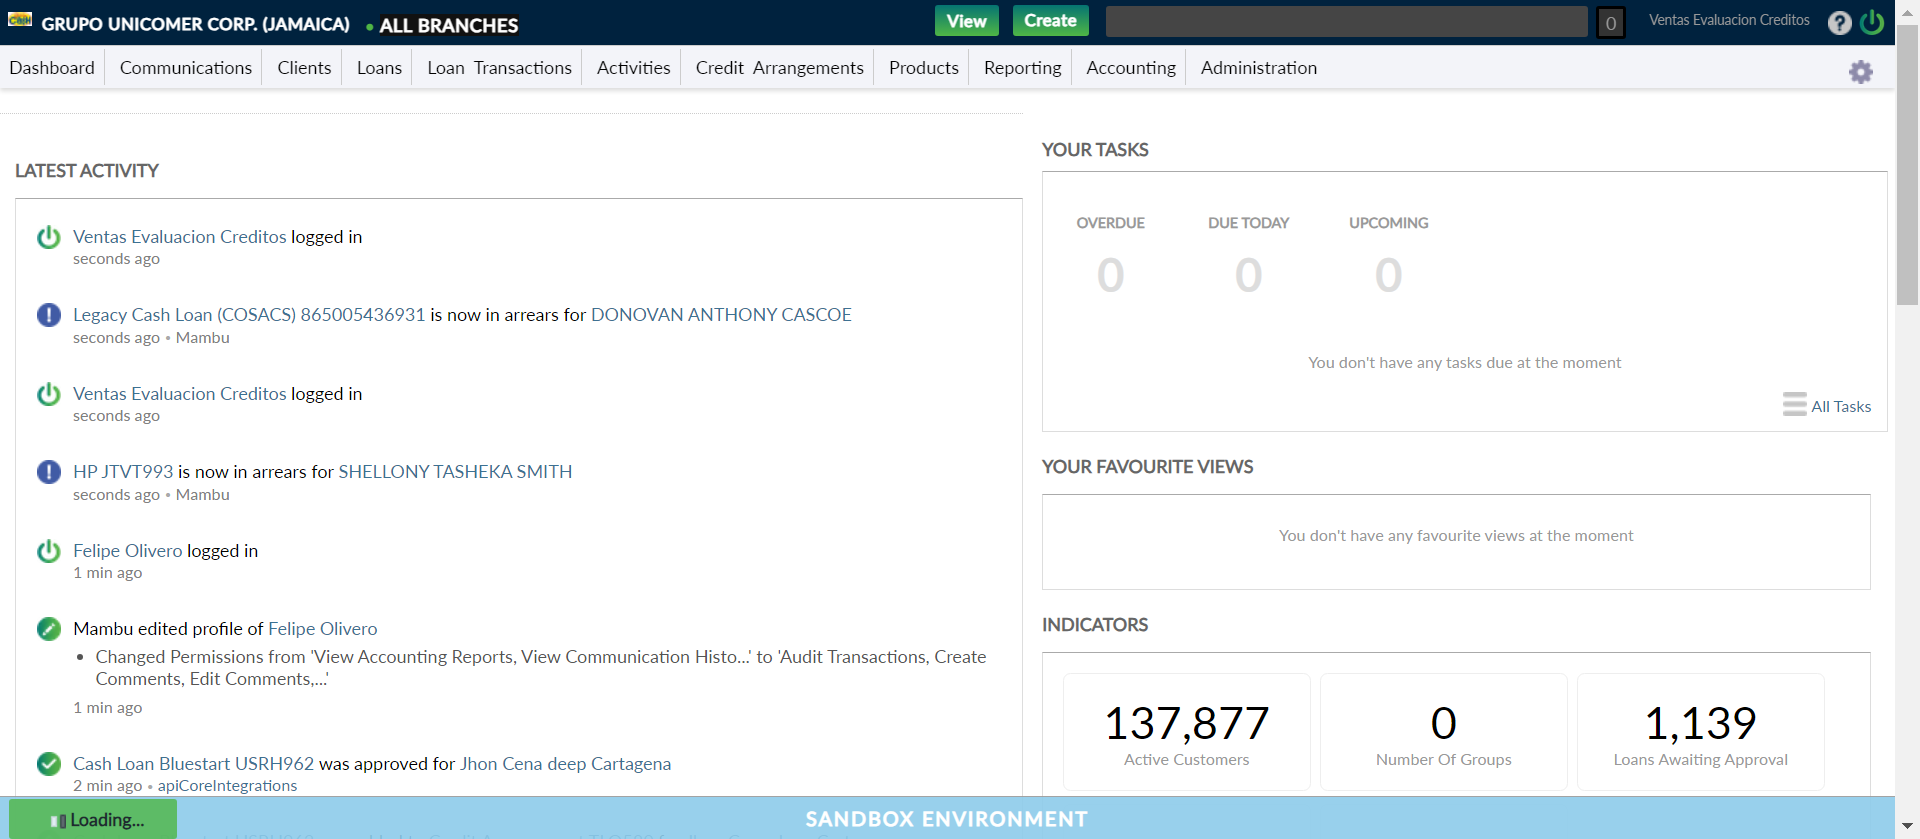 Cash
GRUPO UNICOMER CORP. (JAMAICA) • ALL BRANCHES
View
Create
0
Ventas Evaluacion Creditos
?
Dashboard
Communications
Clients
Loans
Loan Transactions
Activities
Credit Arrangements
Products
Reporting
Accounting
Administration
LATEST ACTIVITY
Ventas Evaluacion Creditos logged in
seconds ago
Legacy Cash Loan (COSACS) 865005436931 is now in arrears for DONOVAN ANTHONY CASCOE
seconds ago • Mambu
Ventas Evaluacion Creditos logged in
seconds ago
HP JTVT993 is now in arrears for SHELLONY TASHEKA SMITH
seconds ago • Mambu
Felipe Olivero logged in
1 min ago
Mambu edited profile of Felipe Olivero
• Changed Permissions from 'View Accounting Reports, View Communication Histo...' to 'Audit Transactions, Create
Comments, Edit Comments,...'
1 min ago
Cash Loan Bluestart USRH962 was approved for Jhon Cena deep Cartagena
2 min ago • apiCoreIntegrations
YOUR TASKS
OVERDUE
DUE TODAY
UPCOMING
0
0
0
You don't have any tasks due at the moment
All Tasks
YOUR FAVOURITE VIEWS
You don't have any favourite views at the moment
INDICATORS
137,877
Active Customers
0
Number Of Groups
1,139
Loans Awaiting Approval
Loading...
SANDBOX ENVIRONMENT